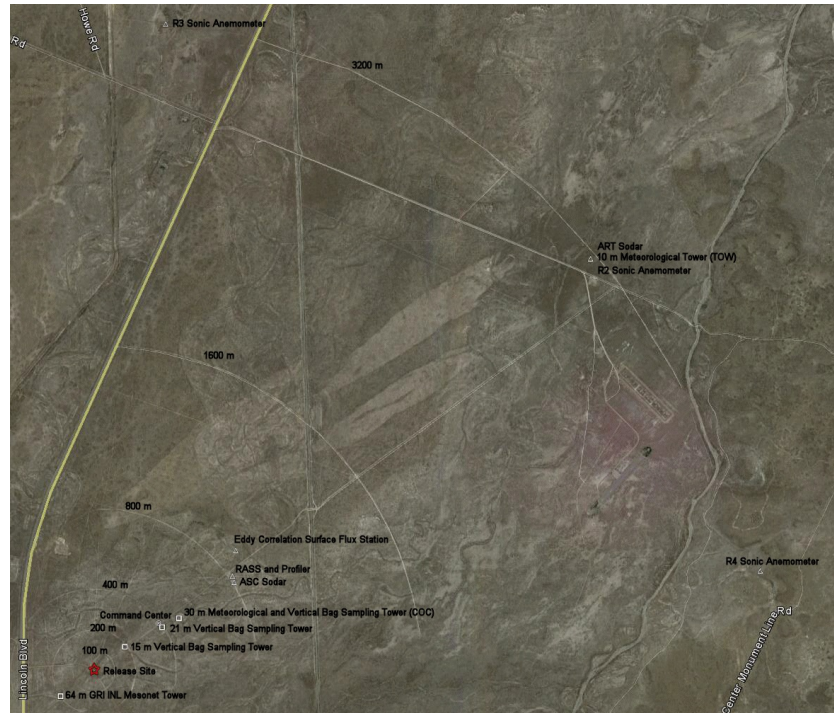 R3 Sonic Anemometer
Howe Rd
Rd
3200 m
ART Sodar
10 m Meteorological Tower (TOW)
R2 Sonic Anemometer
1600 m
800 m
Eddy Correlation Surface Flux Station
RASS and Profiler
ASC Sodar
R4 Sonic Anemometer
400 m
Command Center
30 m Meteorological and Vertical Bag Sampling Tower (COC)
200 m
21 m Vertical Bag Sampling Tower
100 m
15 m Vertical Bag Sampling Tower
Release Site
64 m GRI INL Mesonet Tower
Lincoln Blvd
Center Monument Line Rd